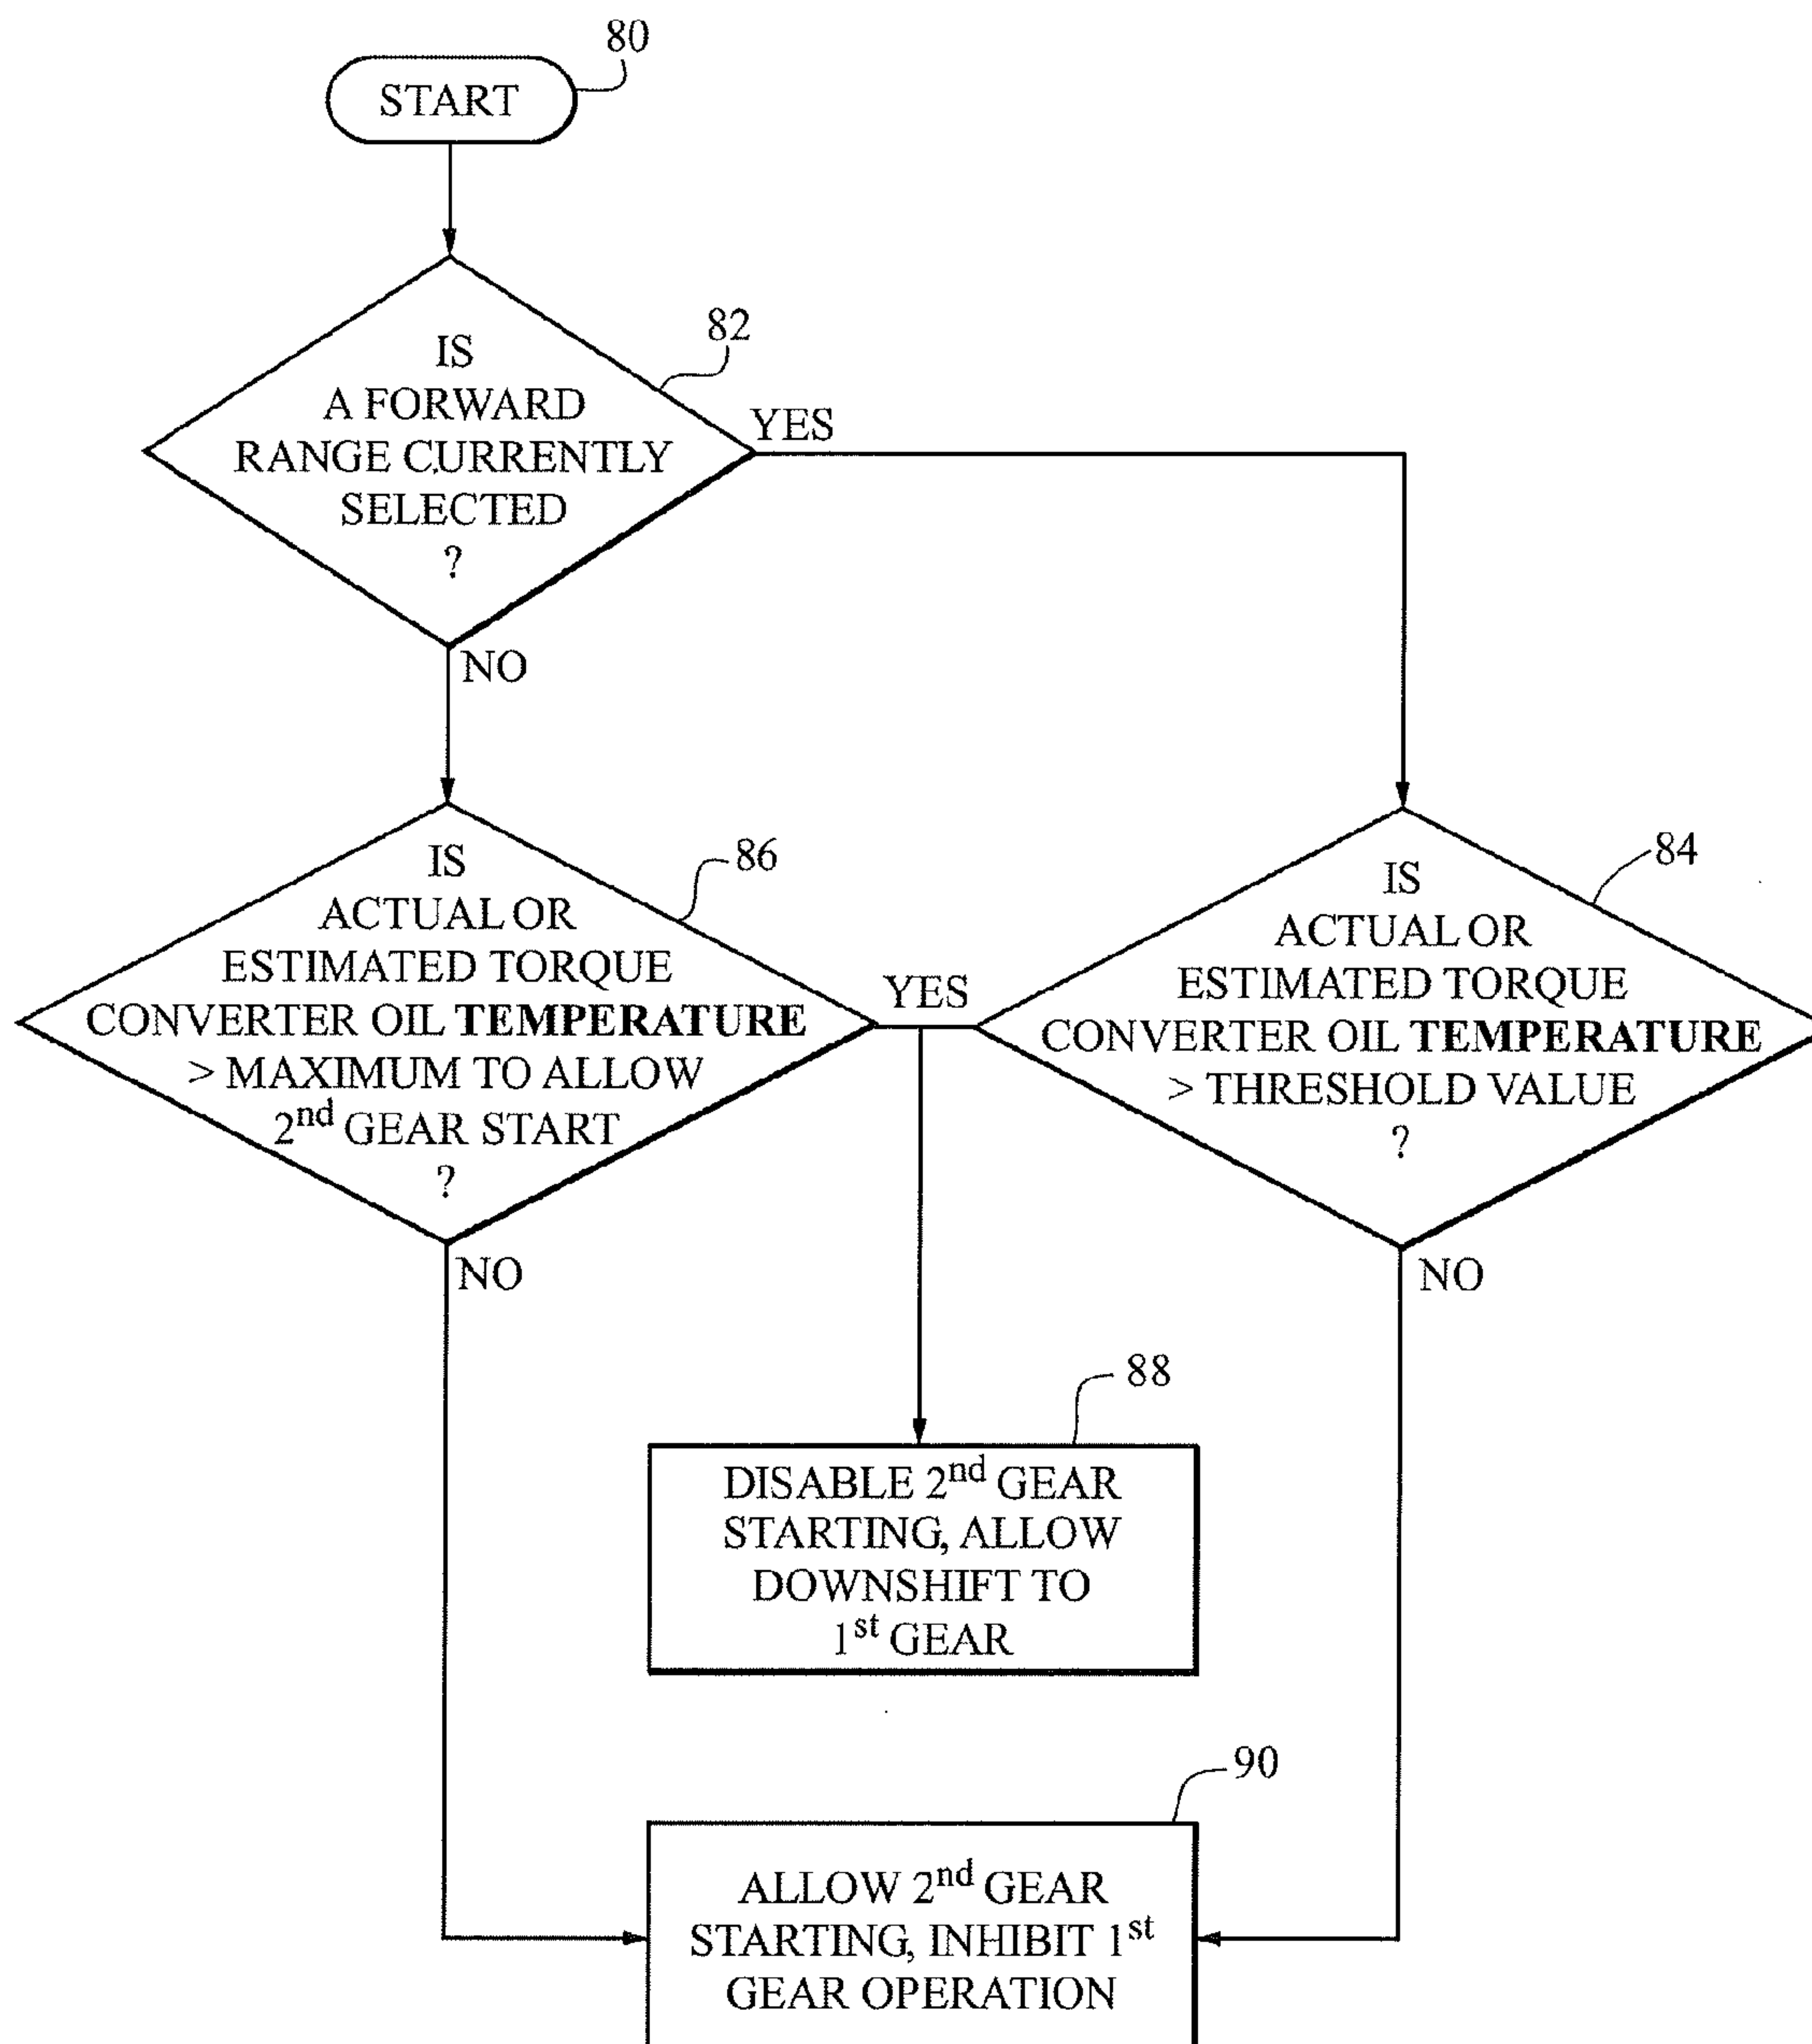 80
START
82
IS
A FORWARD
RANGE CURRENTLY
SELECTED
?
YES
NO
86
IS
ACTUAL OR
ESTIMATED TORQUE
CONVERTER OIL TEMPERATURE
> MAXIMUM TO ALLOW
2nd GEAR START
?
YES
NO
84
IS
ACTUAL OR
ESTIMATED TORQUE
CONVERTER OIL TEMPERATURE
> THRESHOLD VALUE
?
NO
88
DISABLE 2nd GEAR
STARTING, ALLOW
DOWNSHIFT TO
1st GEAR
90
ALLOW 2nd GEAR
STARTING, INHIBIT 1st
GEAR OPERATION